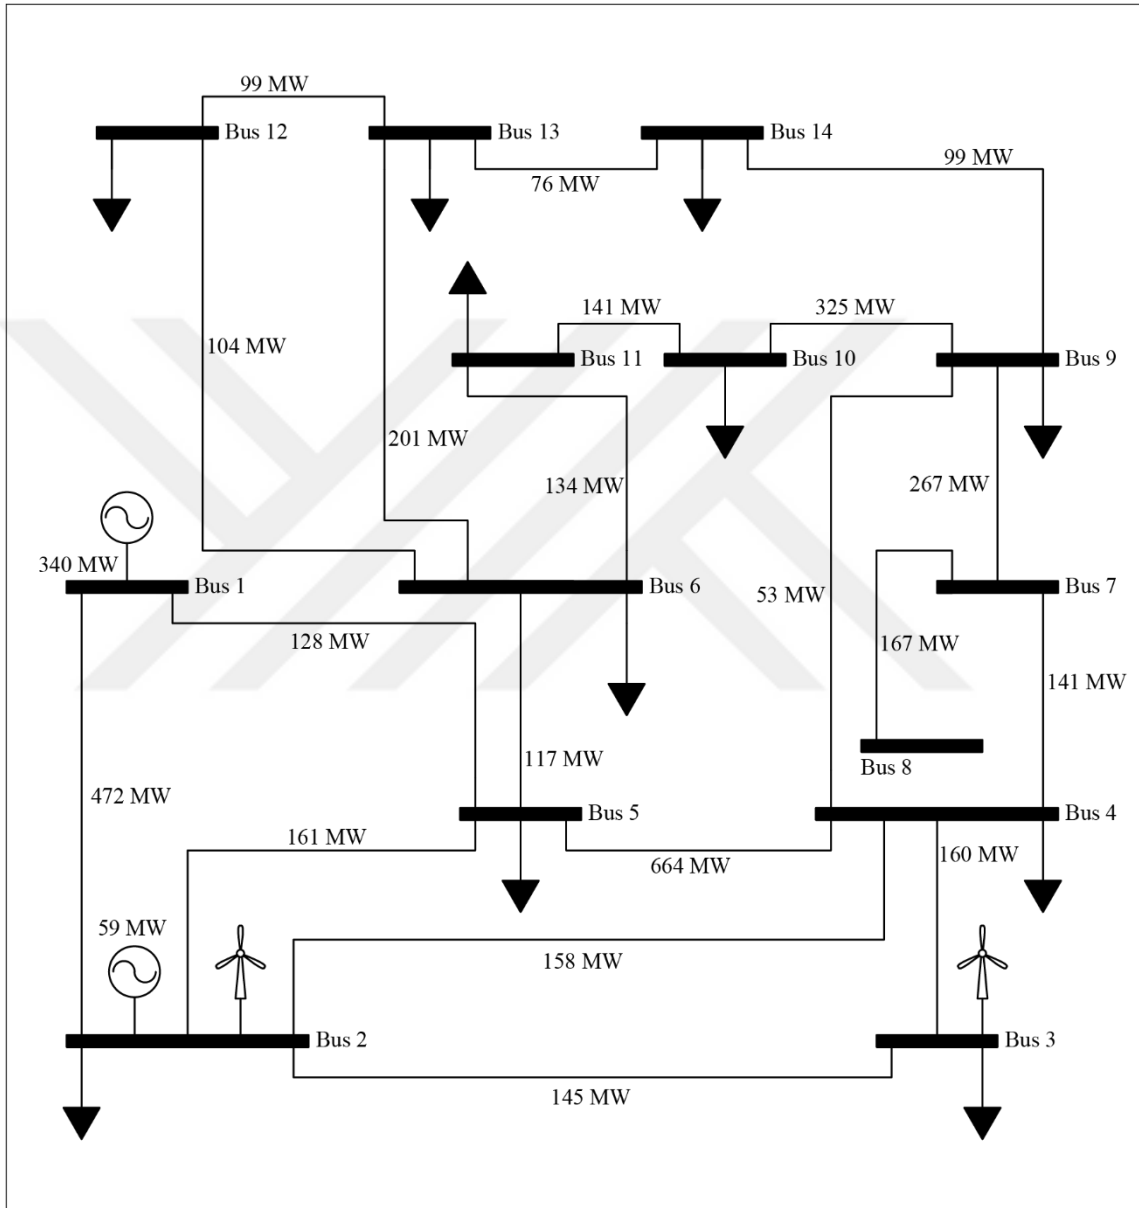 99 MW
Bus 12
Bus 13
Bus 14
76 MW
99 MW
141 MW
325 MW
104 MW
Bus 11
Bus 10
Bus 9
201 MW
134 MW
267 MW
340 MW
Bus 1
Bus 6
53 MW
Bus 7
128 MW
167 MW
141 MW
117 MW
Bus 8
472 MW
Bus 5
Bus 4
161 MW
664 MW
160 MW
59 MW
158 MW
Bus 2
Bus 3
145 MW